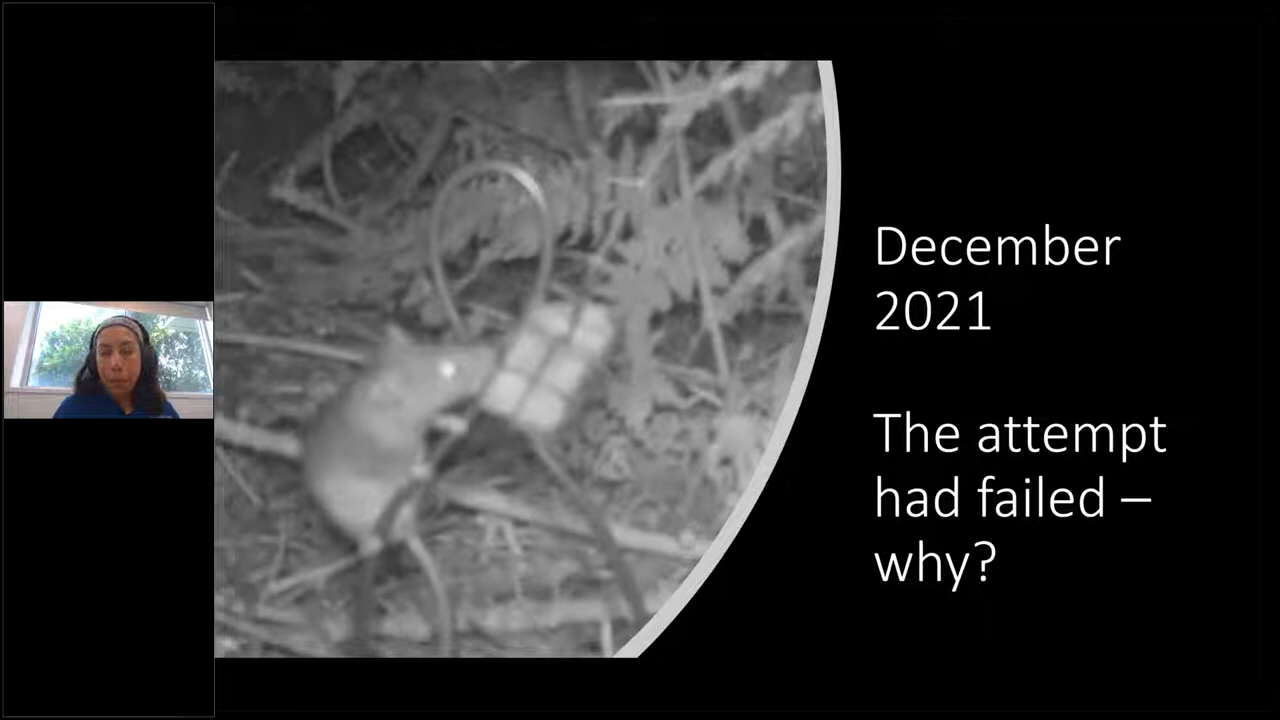 December
2021
The attempt
had failed –
why?